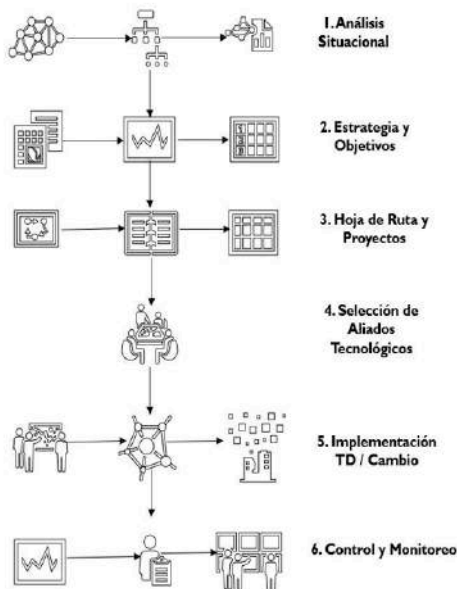 1. Análisis
Situacional
2. Estrategia y
Objetivos
3. Hoja de Ruta y
Proyectos
4. Selección de
Aliados
Tecnológicos
5. Implementación
TD / Cambio
6. Control y Monitoreo